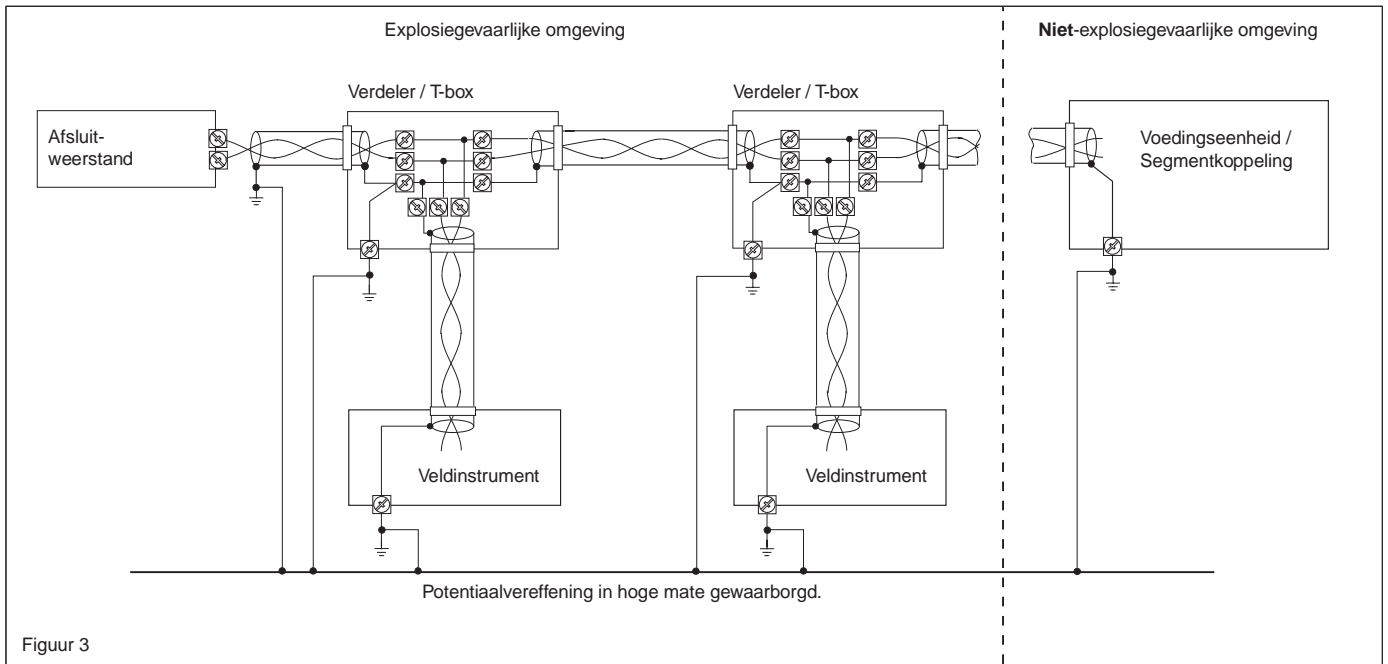 Explosiegevaarlijke omgeving
Niet-explosiegevaarlijke omgeving
Verdeler / T-box
Verdeler / T-box
Afsluit-
weerstand
Voedingseenheid /
Segmentkoppeling
Veldinstrument
Veldinstrument
Potentiaalvereffening in hoge mate gewaarborgd.
Figuur 3